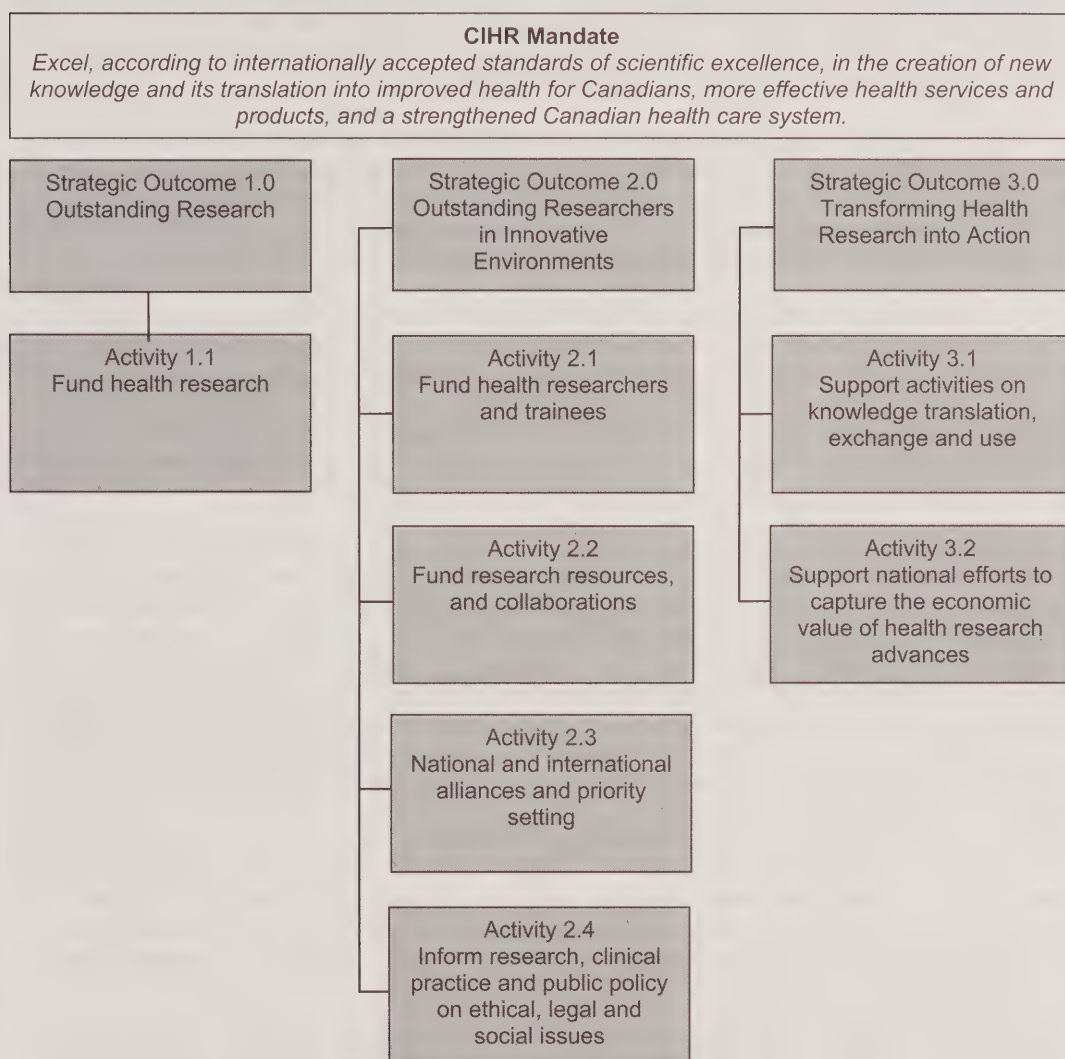 CIHR Mandate
Excel, according to internationally accepted standards of scientific excellence, in the creation of new
knowledge and its translation into improved health for Canadians, more effective health services and
products, and a strengthened Canadian health care system.
Strategic Outcome 1.0
Outstanding Research
Activity 1.1
Fund health research
Strategic Outcome 2.0
Outstanding Researchers
in Innovative
Environments
Activity 2.1
Fund health researchers
and trainees
Activity 2.2
Fund research resources,
and collaborations
Activity 2.3
National and international
alliances and priority
setting
Activity 2.4
Inform research, clinical
practice and public policy
on ethical, legal and
social issues
Strategic Outcome 3.0
Transforming Health
Research into Action
Activity 3.1
Support activities on
knowledge translation,
exchange and use
Activity 3.2
Support national efforts to
capture the economic
value of health research
advances